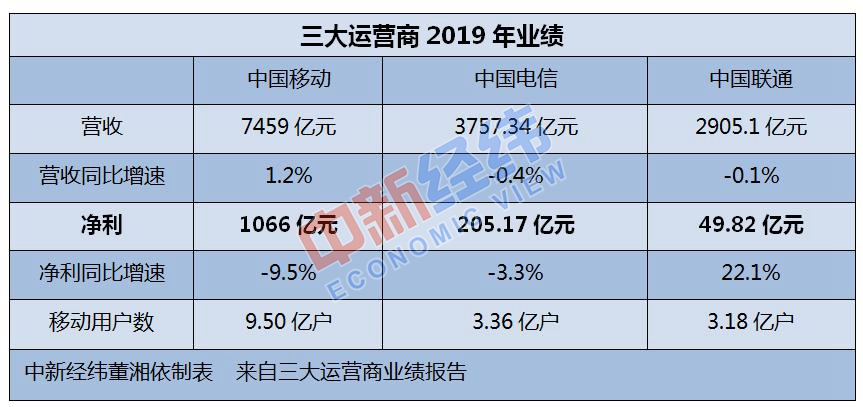 三大运营商 2019 年业绩
中国移动 中国电信 中国联通
营收 7459 亿元 3757.34 亿元 2905.1 亿元
营收同比增速 1.2% -0.4% -0.1%
净利 1066 亿元 205.17 亿元 49.82 亿元
净利同比增速 -9.5% -3.3% 22.1%
移动用户数 9.50 亿户 3.36 亿户 3.18 亿户
中新经纬董湘依制表 来自三大运营商业绩报告
中新经纬
ECONOMIC VIEW